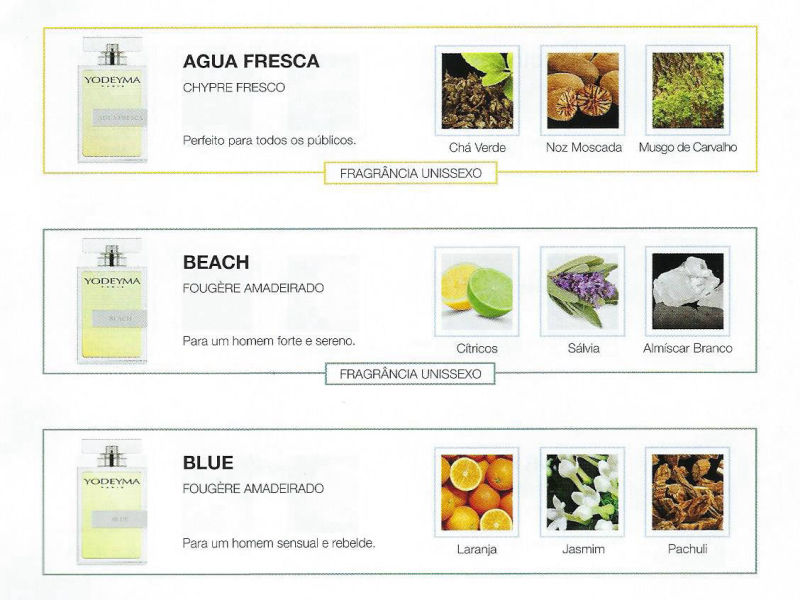 AGUA FRESCA
CHYPRE FRESCO
Perfeito para todos os públicos.
YODEYMA
PARIS
AGUA FRESCA
Chá Verde
Noz Moscada
Musgo de Carvalho
FRAGRÂNCIA UNISSEXO
BEACH
FOUGÈRE AMADEIRADO
Para um homem forte e sereno.
YODEYMA
PARIS
BEACH
Cítricos
Sálvia
Almíscar Branco
FRAGRÂNCIA UNISSEXO
BLUE
FOUGÈRE AMADEIRADO
Para um homem sensual e rebelde.
YODEYMA
PARIS
BLUE
Laranja
Jasmim
Pachuli